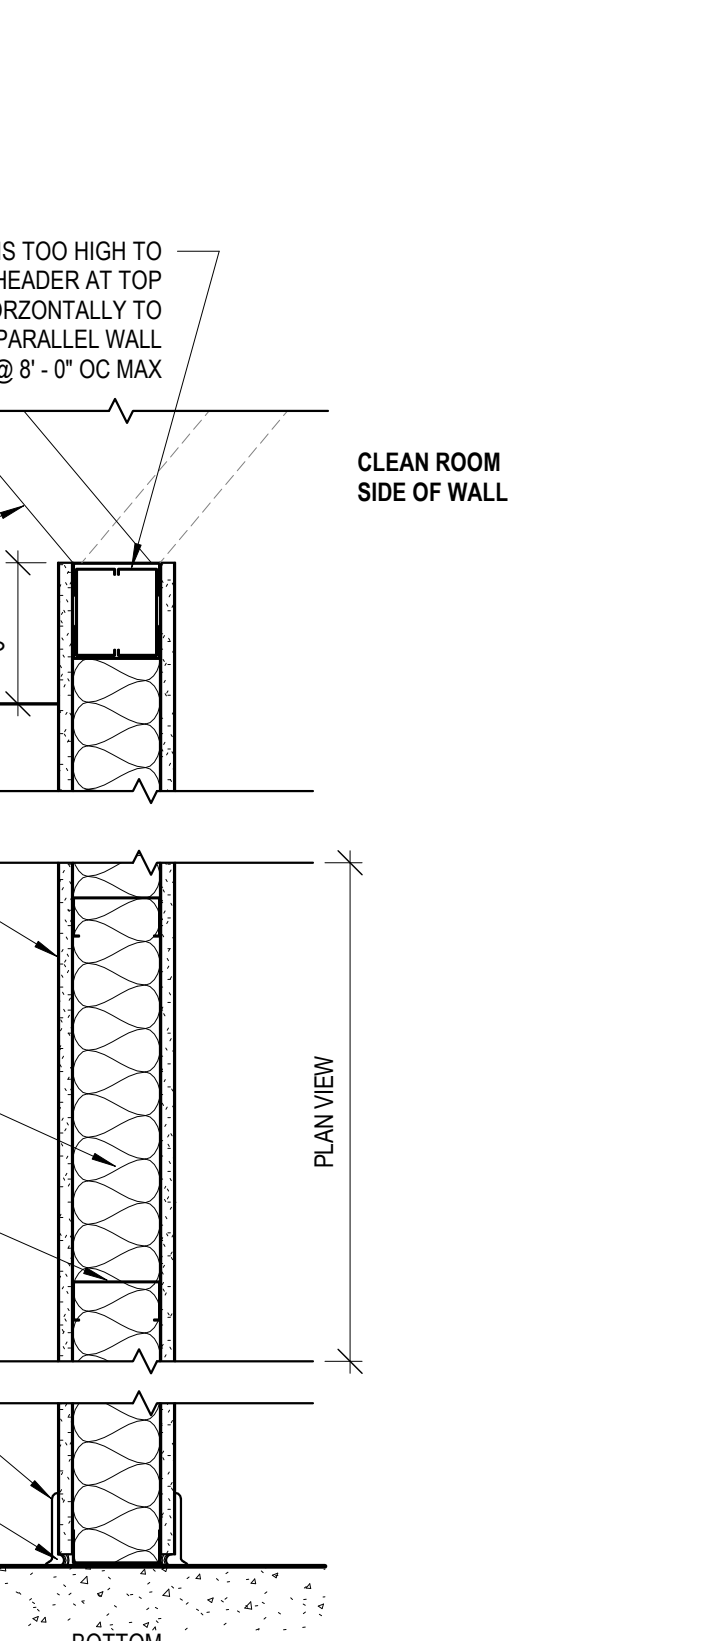 IS TOO HIGH TO
HEADER AT TOP
ORZONTALLY TO
PARALLEL WALL
@ 8' - 0" OC MAX
CLEAN ROOM
SIDE OF WALL
PLAN VIEW
BOTTOM